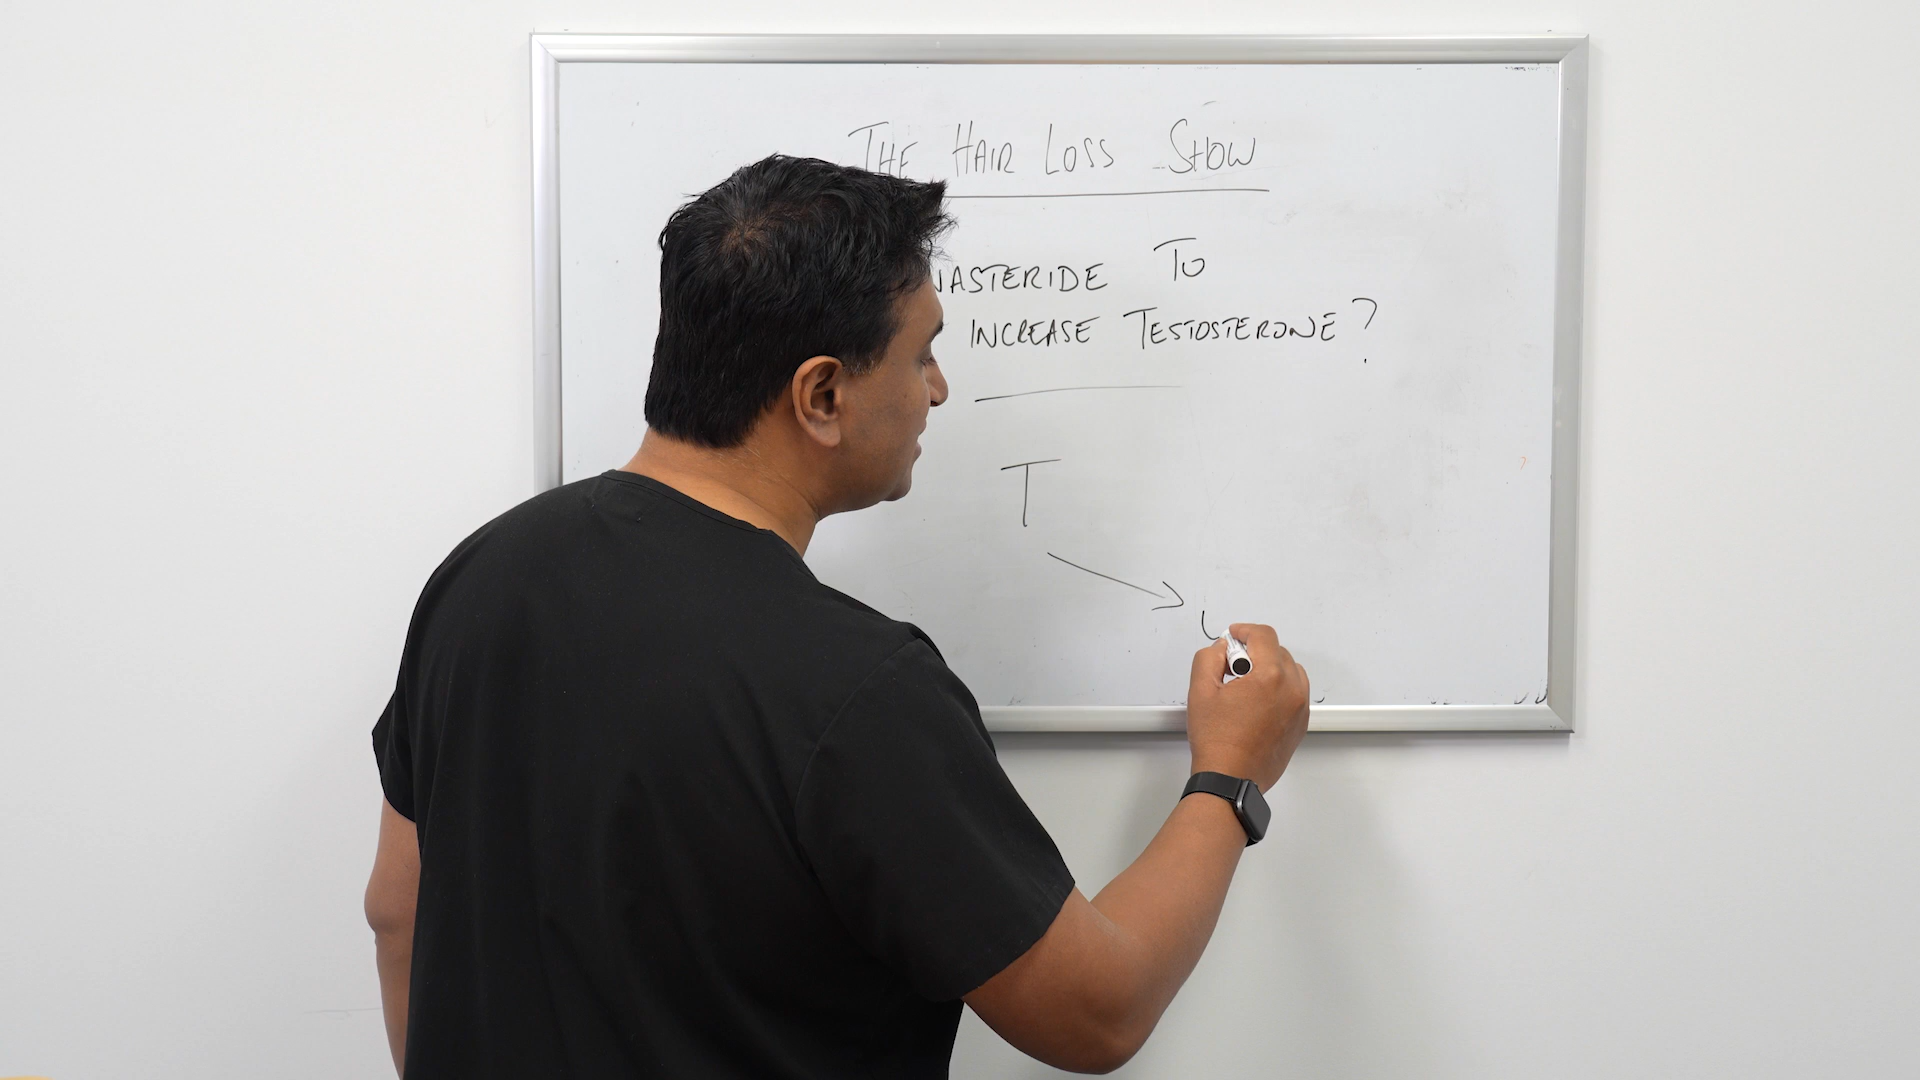 THE HAIR LOSS SHOW
NASTERIDE TO
INCREASE TESTOSTERONE?
T